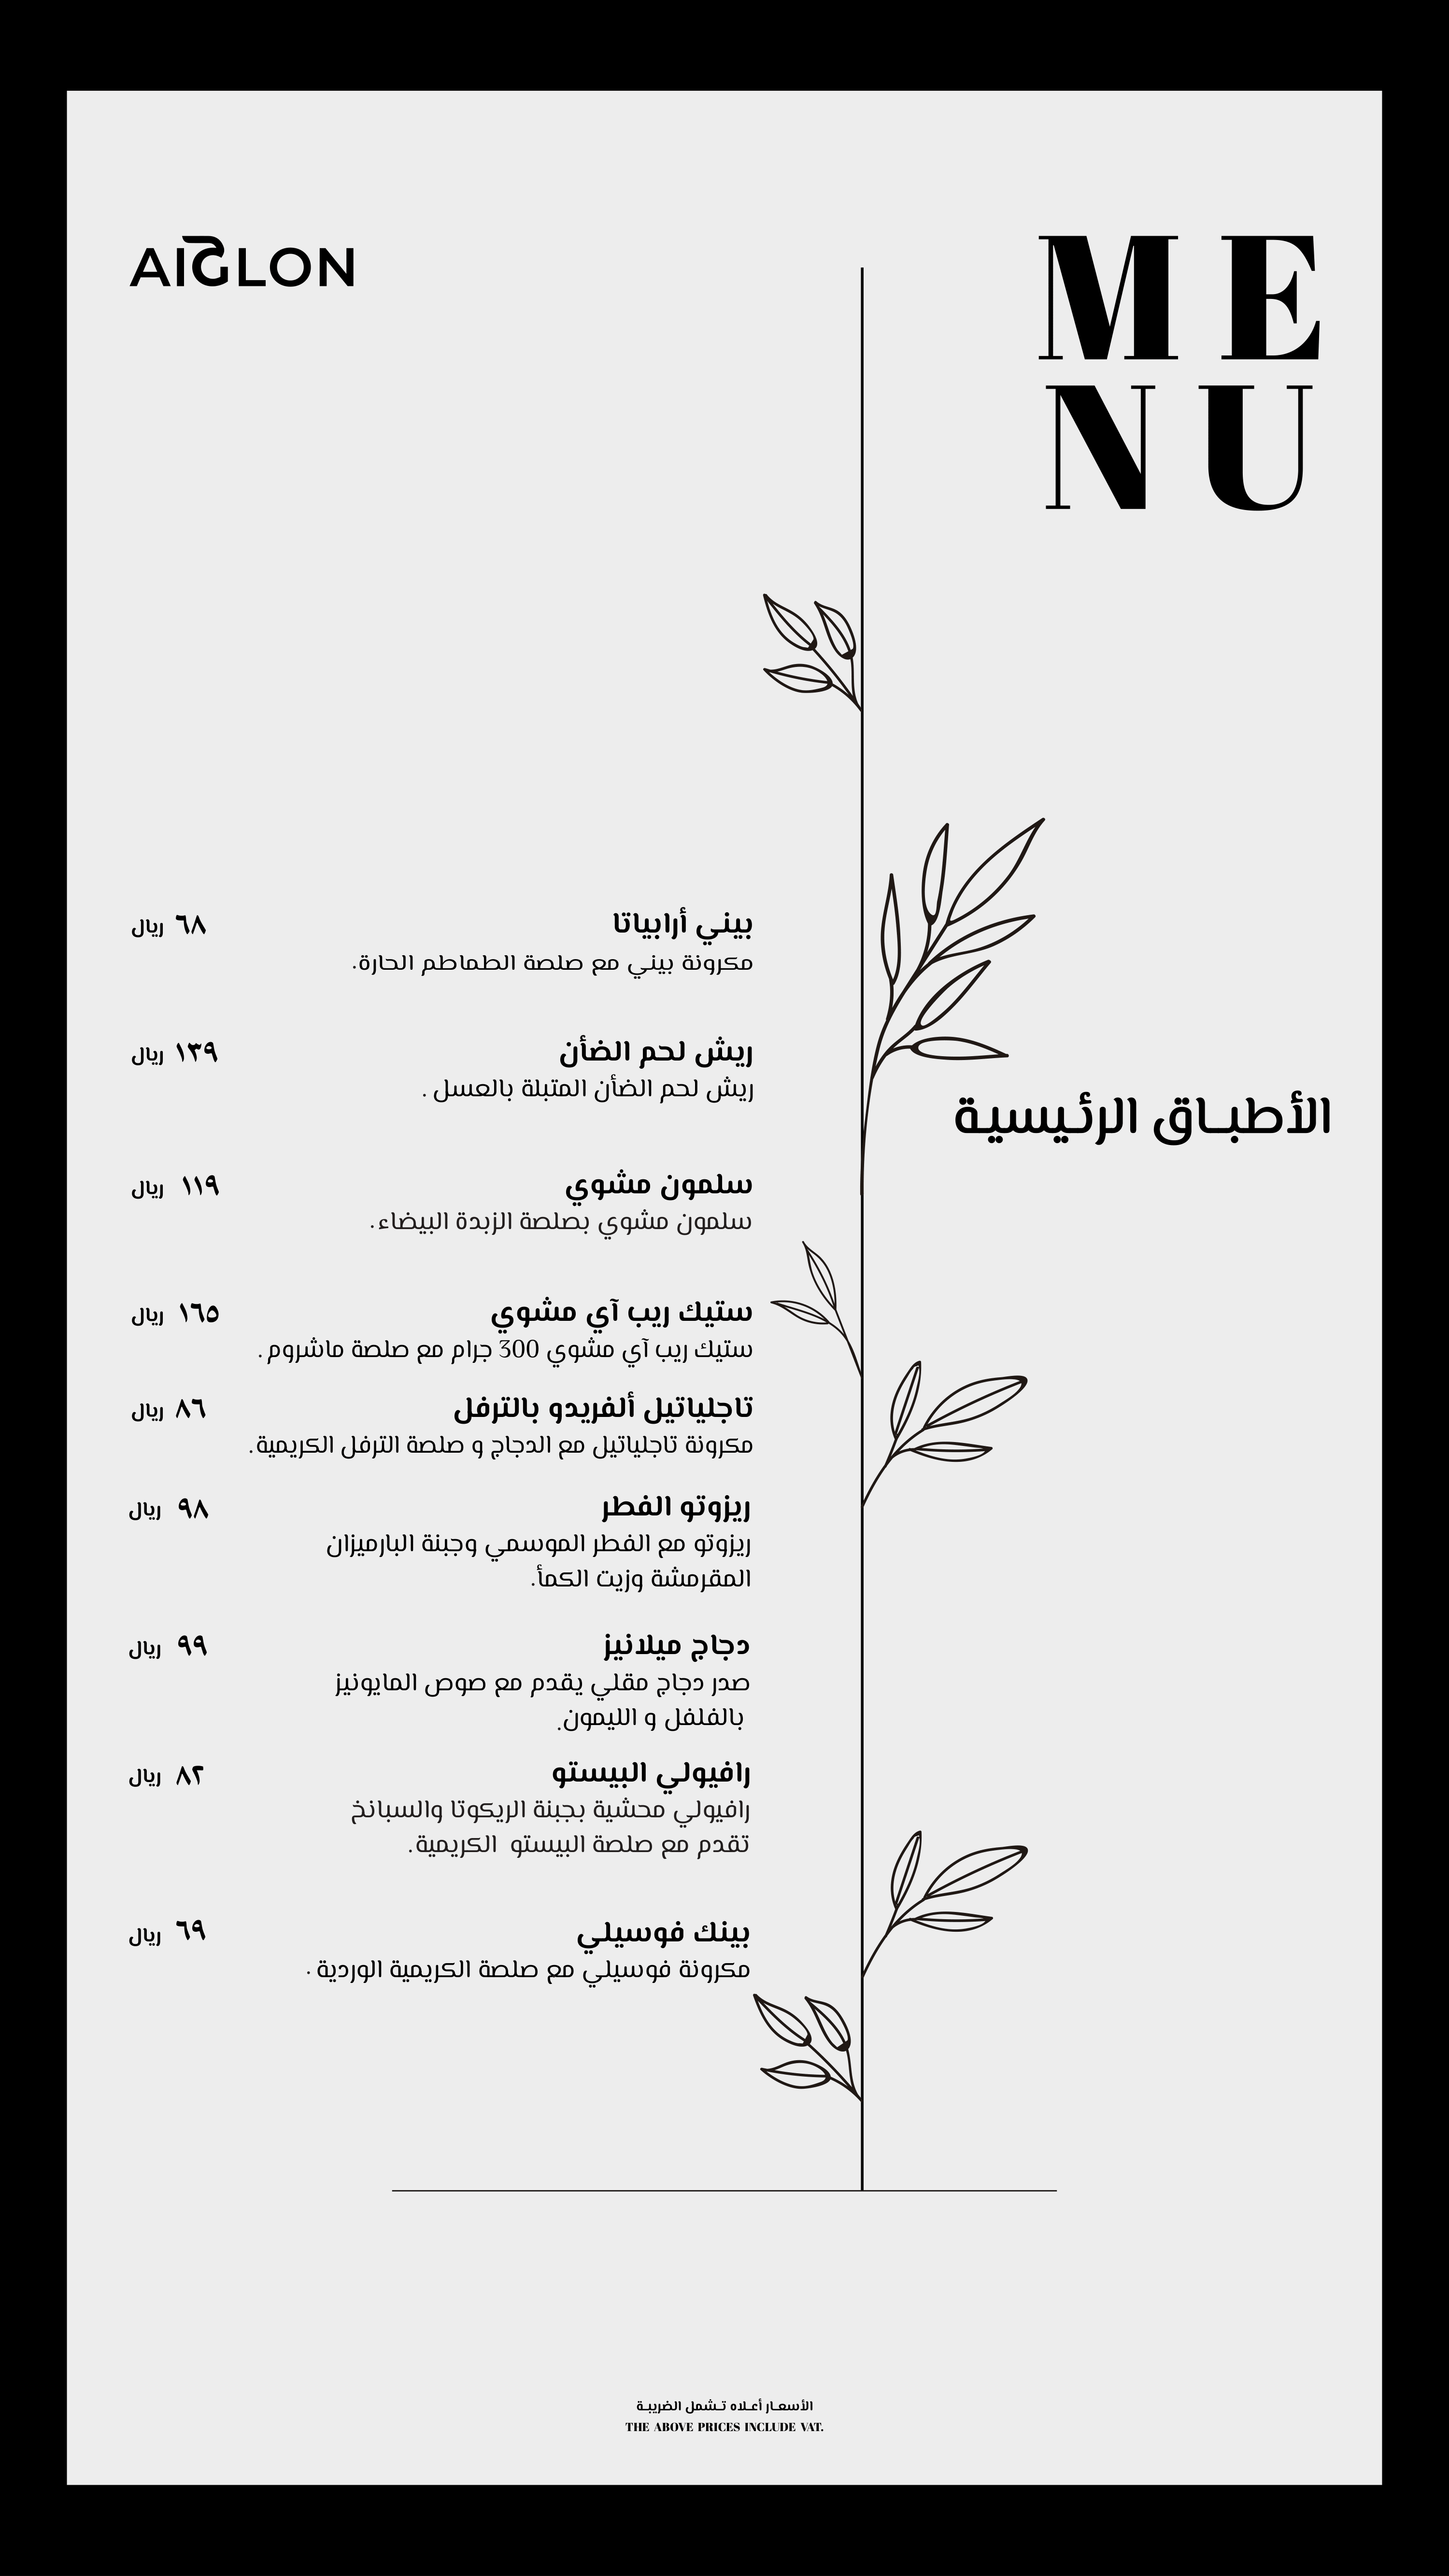 AIGLON
ME
NU
الأطباق الرئيسية
بيني أرابياتا ٦٨ ريال
مكرونة بيني مع صلصة الطماطم الحارة.
ريش لحم الضأن ١٣٩ ريال
ريش لحم الضأن المتبلة بالعسل .
سلمون مشوي ١١٩ ريال
سلمون مشوي بصلصة الزبدة البيضاء.
ستيك ريب آي مشوي ١٦٥ ريال
ستيك ريب آي مشوي 300 جرام مع صلصة ماشروم .
تاجلياتيل ألفريدو بالترفل ٨٦ ريال
مكرونة تاجلياتيل مع الدجاج و صلصة الترفل الكريمية.
ريزوتو الفطر ٩٨ ريال
ريزوتو مع الفطر الموسمي وجبنة البارميزان
المقرمشة وزيت الكمأ.
دجاج ميلانيز ٩٩ ريال
صدر دجاج مقلي يقدم مع صوص المايونيز
بالفلفل و الليمون.
رافيولي البيستو ٨٢ ريال
رافيولي محشية بجبنة الريكوتا والسبانخ
تقدم مع صلصة البيستو الكريمية.
بينك فوسيلي ٦٩ ريال
مكرونة فوسيلي مع صلصة الكريمية الوردية .
الأسعار أعلاه تشمل الضريبة
THE ABOVE PRICES INCLUDE VAT.